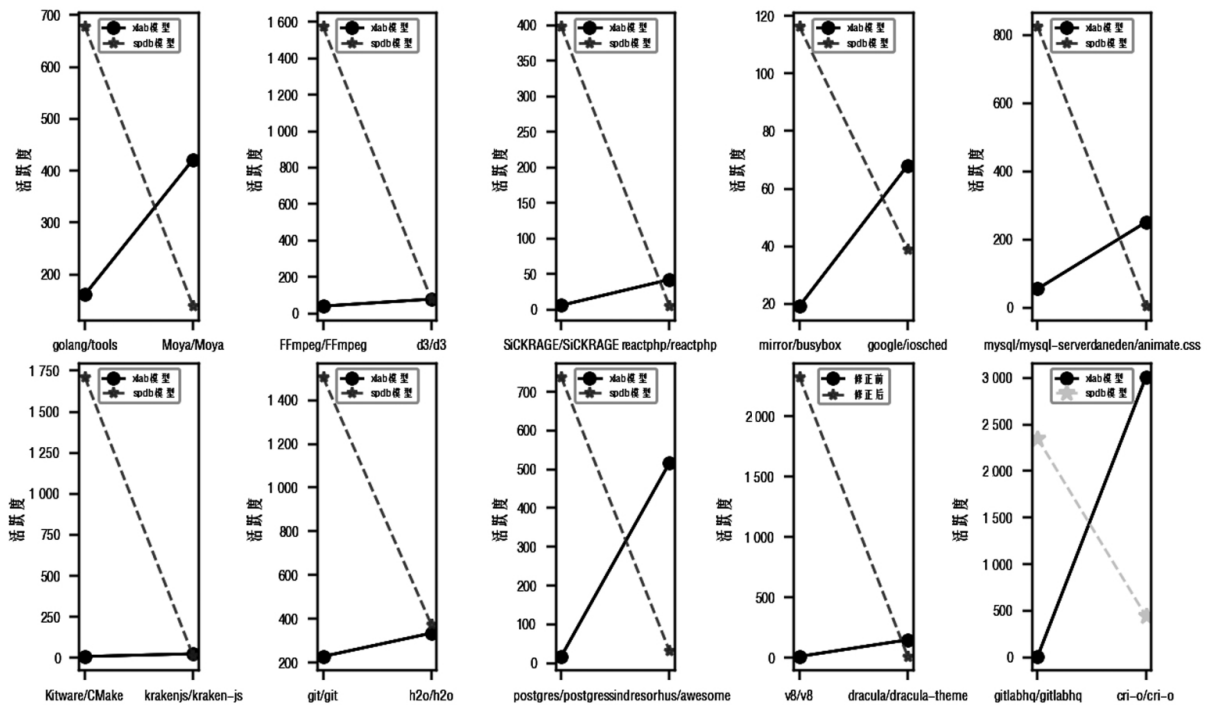 xlab模型
spdb模型
活跃度
700
600
500
400
300
200
golang/tools
Moya/Moya
xlab模型
spdb模型
活跃度
1 600
1 400
1 200
1 000
800
600
400
200
0
FFmpeg/FFmpeg
d3/d3
xlab模型
spdb模型
活跃度
400
350
300
250
200
150
100
50
0
SiCKRAGE/SiCKRAGE
reactphp/reactphp
xlab模型
spdb模型
活跃度
120
100
80
60
40
20
mirror/busybox
google/iosched
xlab模型
spdb模型
活跃度
800
600
400
200
0
mysql/mysql-server
daneden/animate.css
xlab模型
spdb模型
活跃度
1 750
1 500
1 250
1 000
750
500
250
0
Kitware/CMake
krakenjs/kraken-js
xlab模型
spdb模型
活跃度
1 400
1 200
1 000
800
600
400
200
git/git
h2o/h2o
xlab模型
spdb模型
活跃度
700
600
500
400
300
200
100
0
postgres/postgres
sindresorhus/awesome
修正前
修正后
活跃度
2 000
1 500
1 000
500
0
v8/v8
dracula/dracula-theme
xlab模型
spdb模型
活跃度
3 000
2 500
2 000
1 500
1 000
500
0
gitlabhq/gitlabhq
cri-o/cri-o